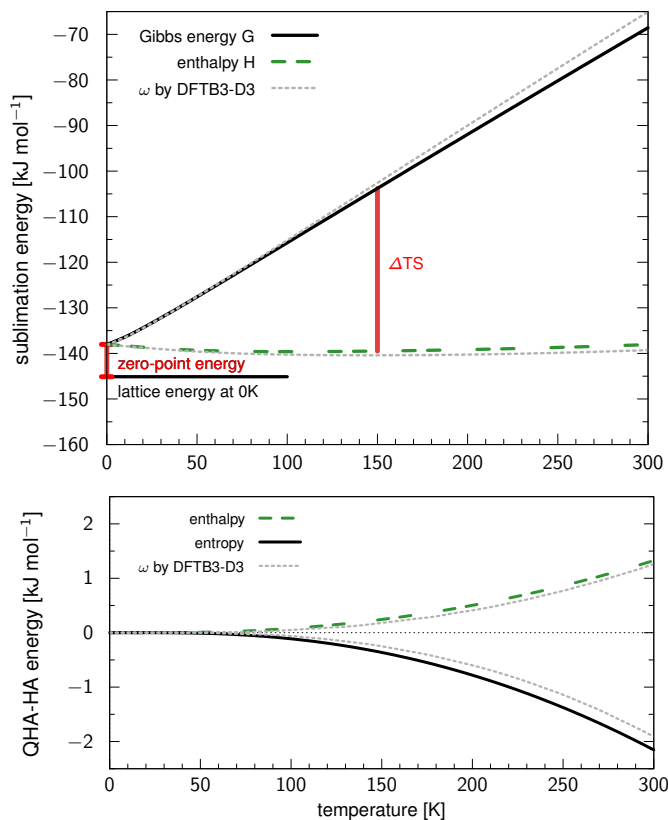 Gibbs energy G
enthalpy H
ω by DFTB3-D3
sublimation energy [kJ mol⁻¹]
−70
−80
−90
−100
−110
−120
−130
−140
−150
−160
ΔTS
zero-point energy
lattice energy at 0K
0 50 100 150 200 250 300
enthalpy
entropy
ω by DFTB3-D3
QHA-HA energy [kJ mol⁻¹]
2
1
0
−1
−2
0 50 100 150 200 250 300
temperature [K]